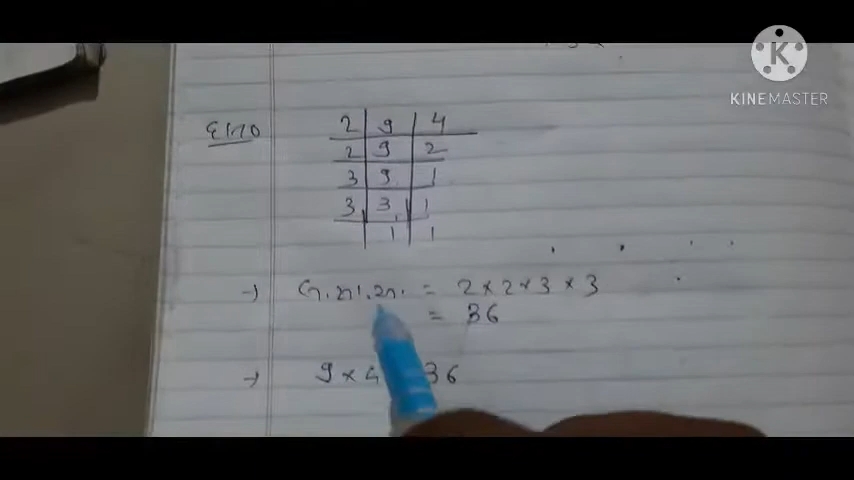 KINEMASTER
દા.ત૦
2 9 4
2 9 2
3 9 1
3 3 1
1 1
→ લ.સા.અ. = 2 × 2 × 3 × 3
= 36
→ 9 × 4 36